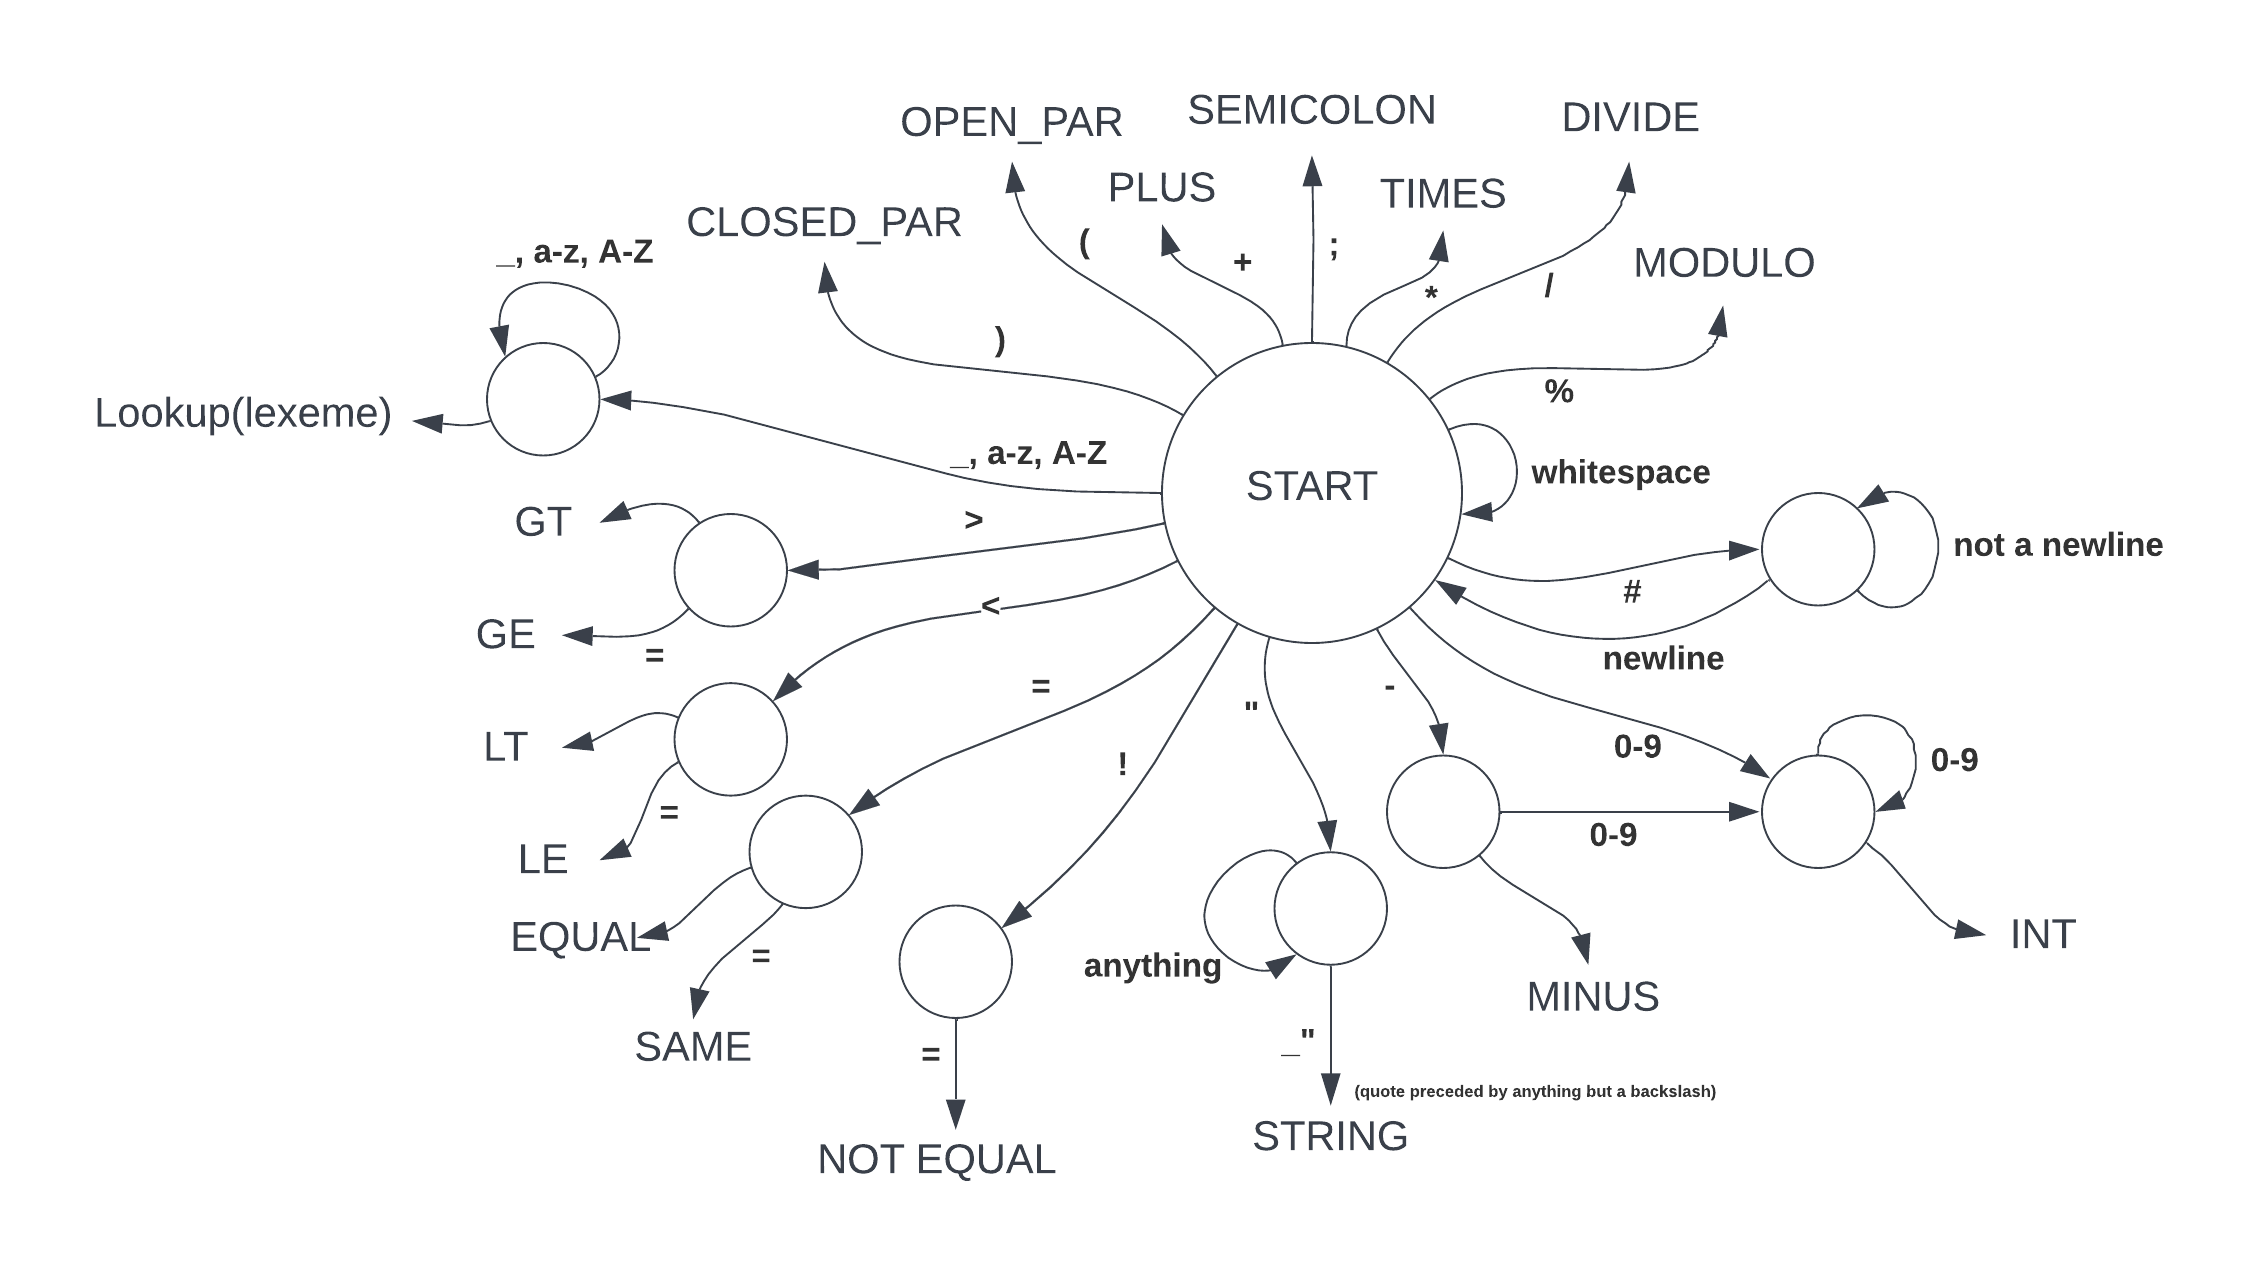 SEMICOLON
OPEN_PAR
DIVIDE
PLUS
TIMES
CLOSED_PAR
(
+
;
_, a-z, A-Z
MODULO
*
/
)
%
Lookup(lexeme)
_, a-z, A-Z
whitespace
START
GT
>
not a newline
#
<
GE
=
newline
=
"
-
LT
!
0-9
0-9
=
0-9
LE
EQUAL
INT
=
anything
MINUS
SAME
=
_"
(quote preceded by anything but a backslash)
STRING
NOT EQUAL